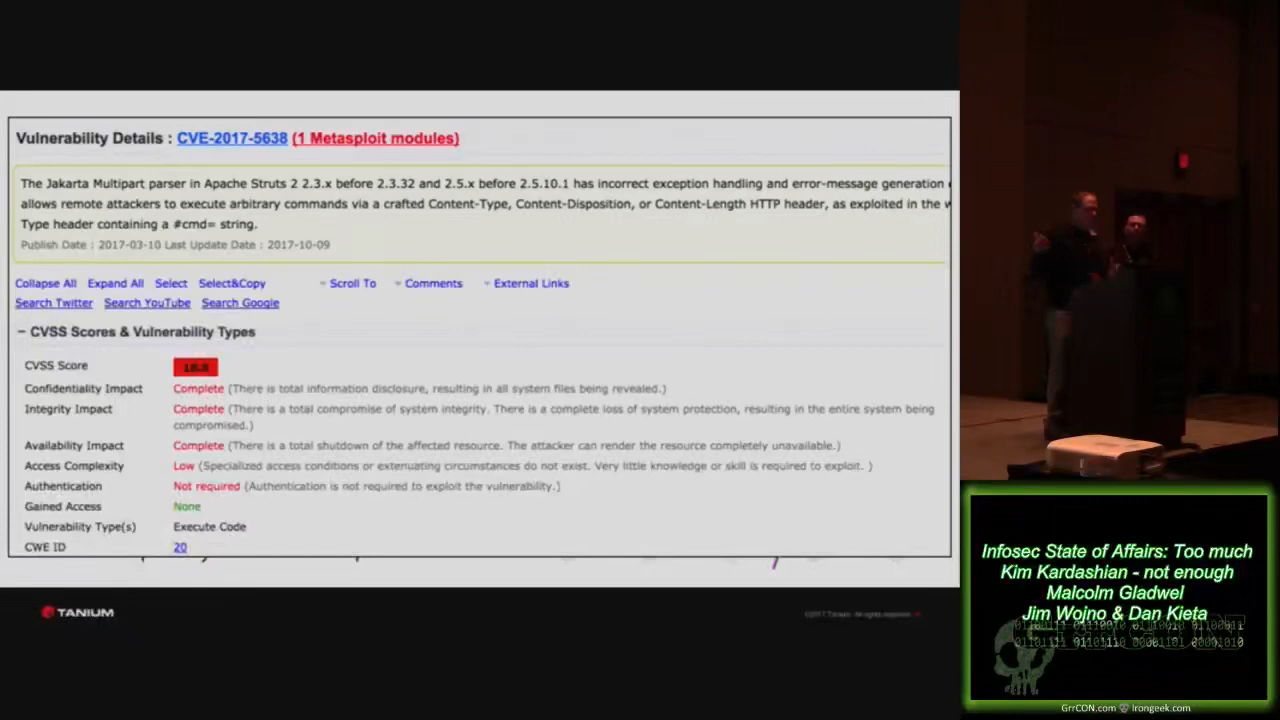 Vulnerability Details : CVE-2017-5638 (1 Metasploit modules)
The Jakarta Multipart parser in Apache Struts 2 2.3.x before 2.3.32 and 2.5.x before 2.5.10.1 has incorrect exception handling and error-message generation
allows remote attackers to execute arbitrary commands via a crafted Content-Type, Content-Disposition, or Content-Length HTTP header, as exploited in the
Type header containing a #cmd= string.
Publish Date : 2017-03-10 Last Update Date : 2017-10-09
Collapse All Expand All Select Select&Copy Scroll To Comments External Links
Search Twitter Search YouTube Search Google
− CVSS Scores & Vulnerability Types
CVSS Score
Confidentiality Impact Complete (There is total information disclosure, resulting in all system files being revealed.)
Integrity Impact Complete (There is a total compromise of system integrity. There is a complete loss of system protection, resulting in the entire system being
compromised.)
Availability Impact Complete (There is a total shutdown of the affected resource. The attacker can render the resource completely unavailable.)
Access Complexity Low (Specialized access conditions or extenuating circumstances do not exist. Very little knowledge or skill is required to exploit. )
Authentication Not required (Authentication is not required to exploit the vulnerability.)
Gained Access None
Vulnerability Type(s) Execute Code
CWE ID 20
TANIUM
©2017 Tanium. All rights reserved.
Infosec State of Affairs: Too much
Kim Kardashian - not enough
Malcolm Gladwel
Jim Wojno & Dan Kieta
GrrCON
GrrCON.com Irongeek.com